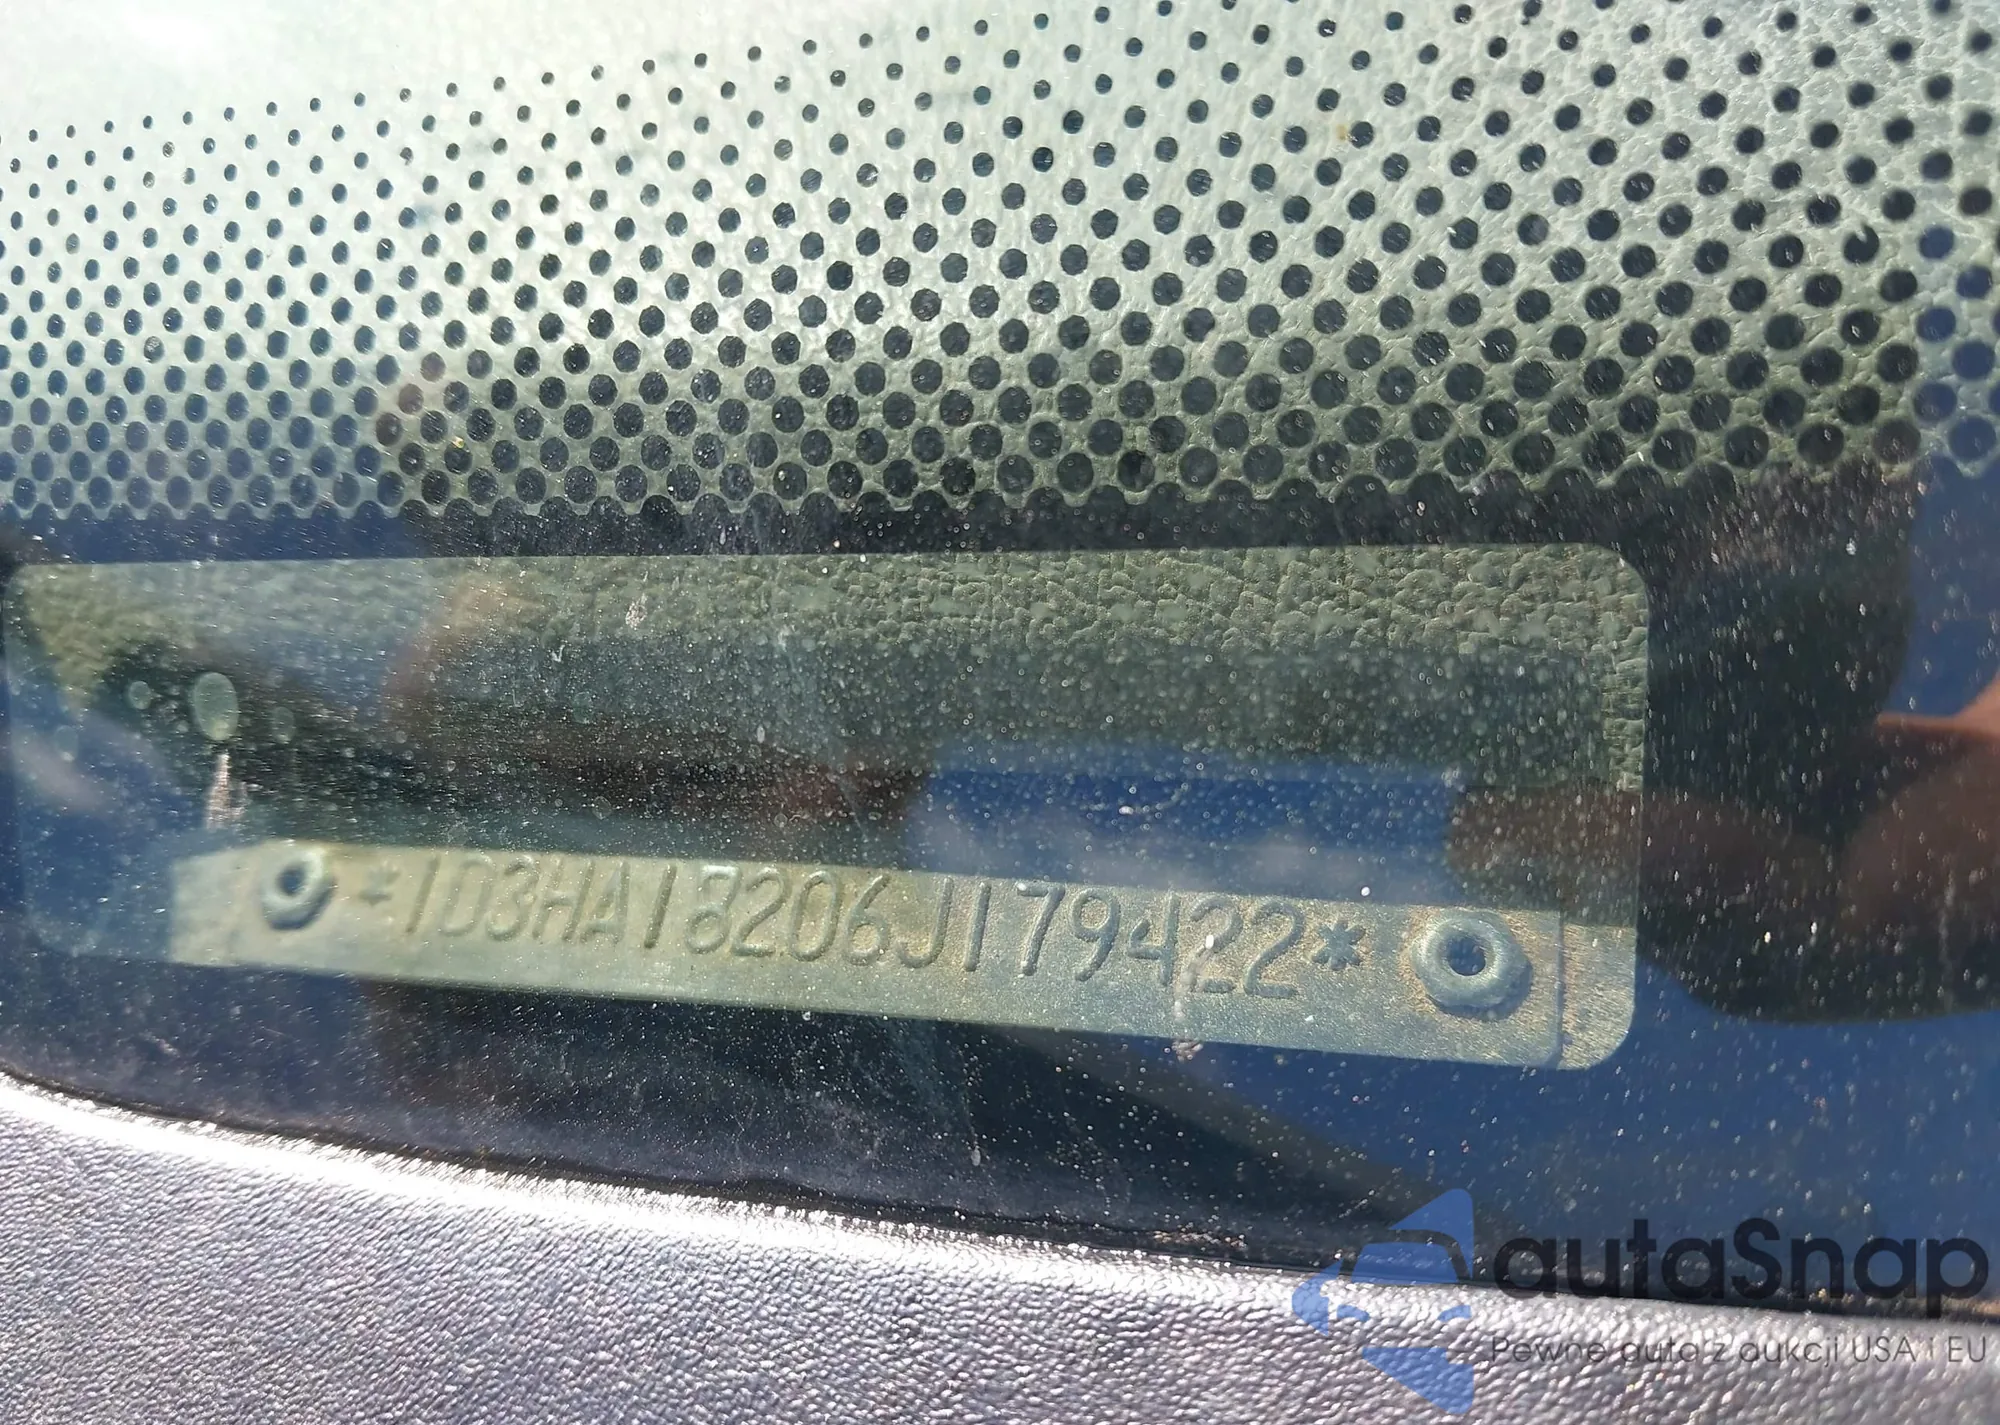 *1D3HA18206J179422*
autaSnap
Pewne auta z aukcji USA i EU